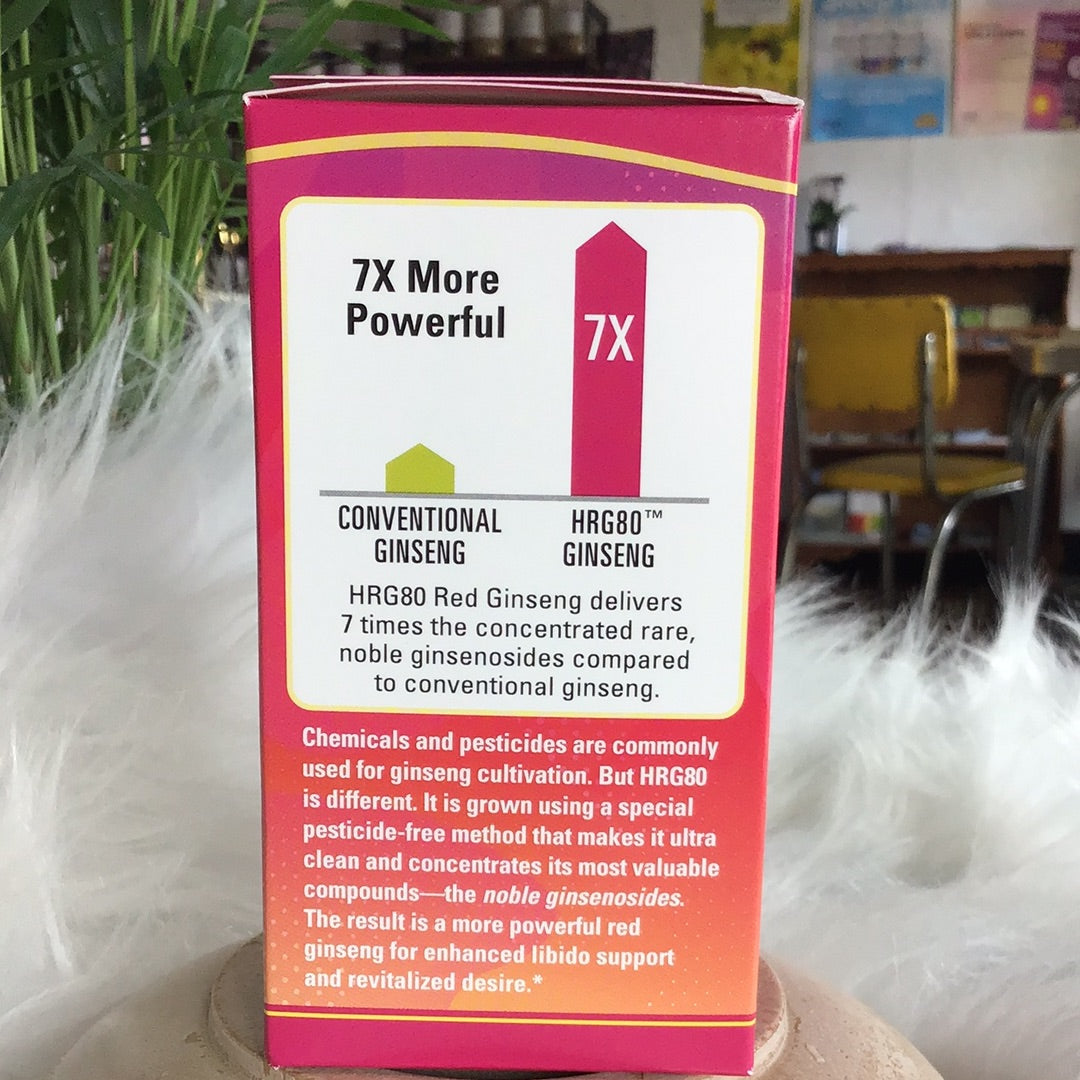 7X More
Powerful
7X
CONVENTIONAL
GINSENG
HRG80™
GINSENG
HRG80 Red Ginseng delivers
7 times the concentrated rare,
noble ginsenosides compared
to conventional ginseng.
Chemicals and pesticides are commonly
used for ginseng cultivation. But HRG80
is different. It is grown using a special
pesticide-free method that makes it ultra
clean and concentrates its most valuable
compounds—the noble ginsenosides.
The result is a more powerful red
ginseng for enhanced libido support
and revitalized desire.*